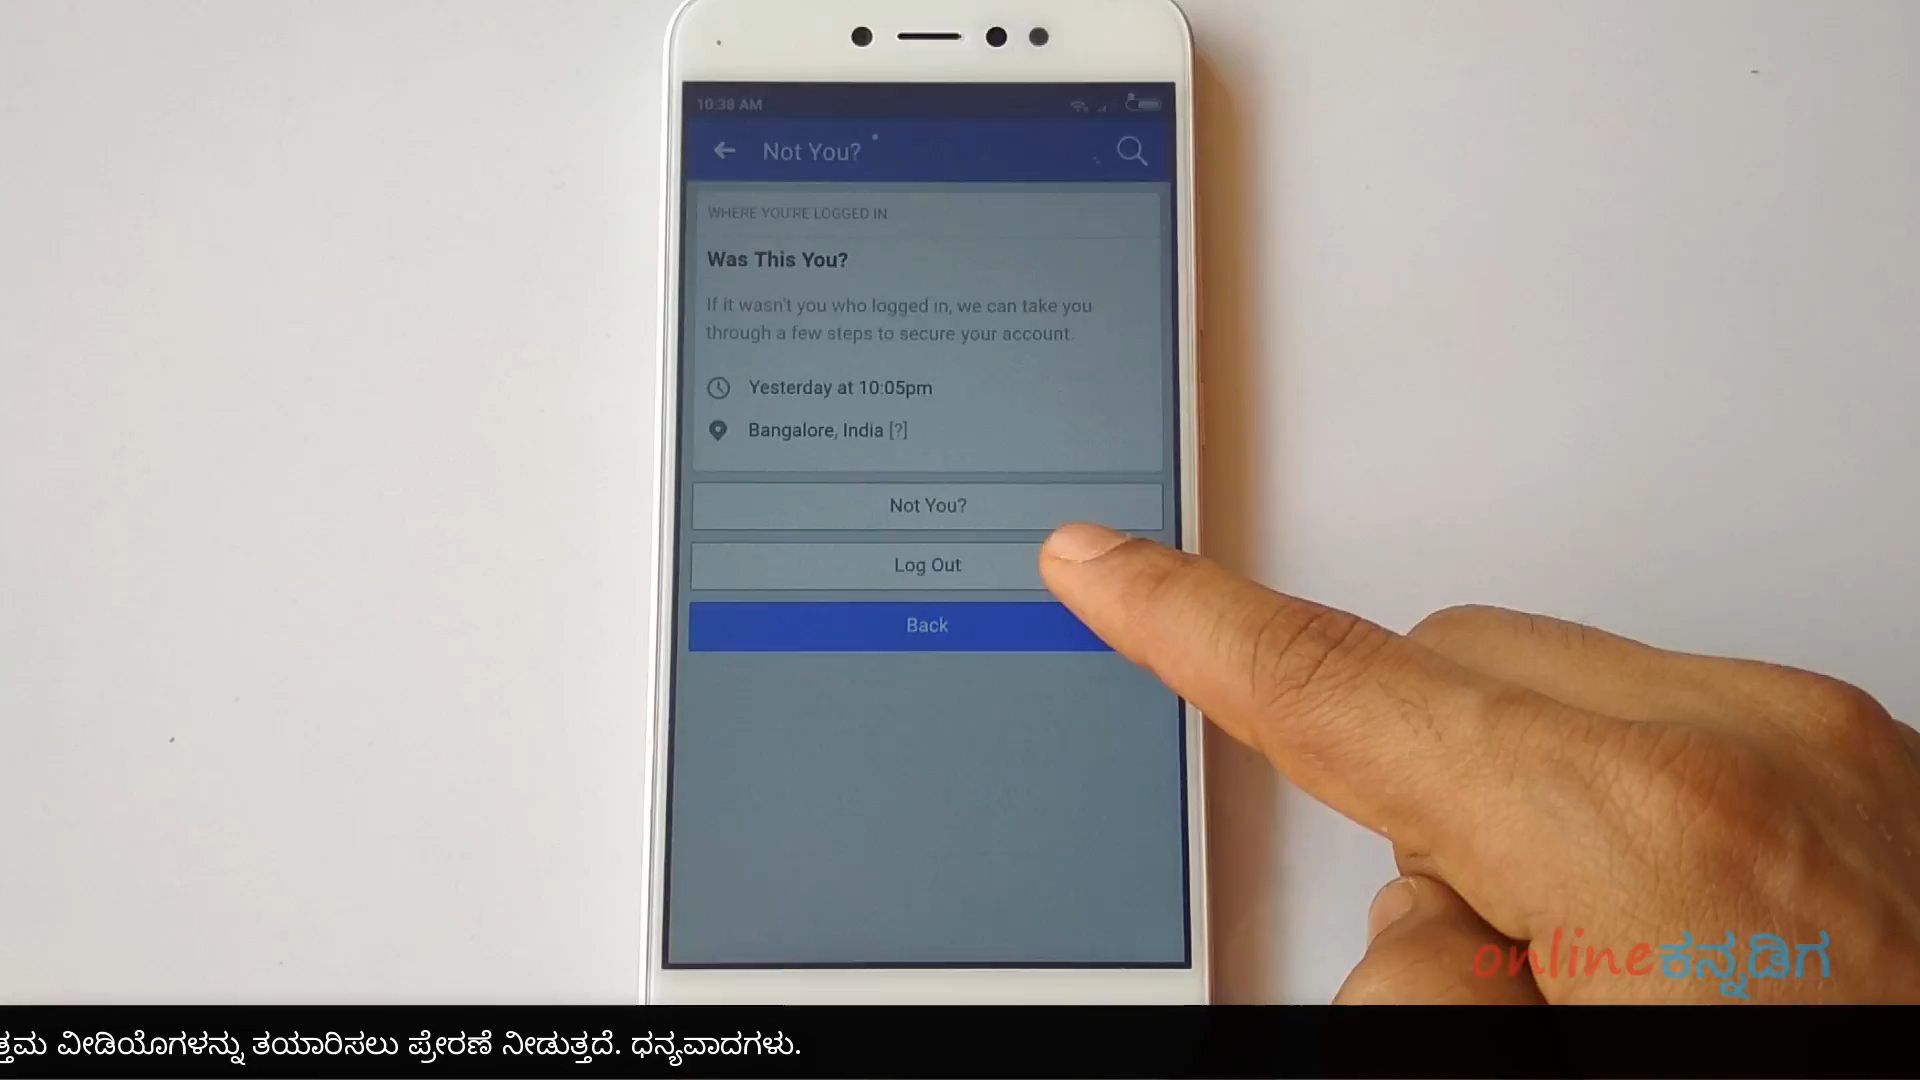 10:38 AM
Not You?
WHERE YOU'RE LOGGED IN
Was This You?
If it wasn't you who logged in, we can take you
through a few steps to secure your account.
Yesterday at 10:05pm
Bangalore, India [?]
Not You?
Log Out
Back
onlineಕನ್ನಡಿಗ
ವೀಡಿಯೊಗಳನ್ನು ತಯಾರಿಸಲು ಪ್ರೇರಣೆ ನೀಡುತ್ತದೆ. ಧನ್ಯವಾದಗಳು.